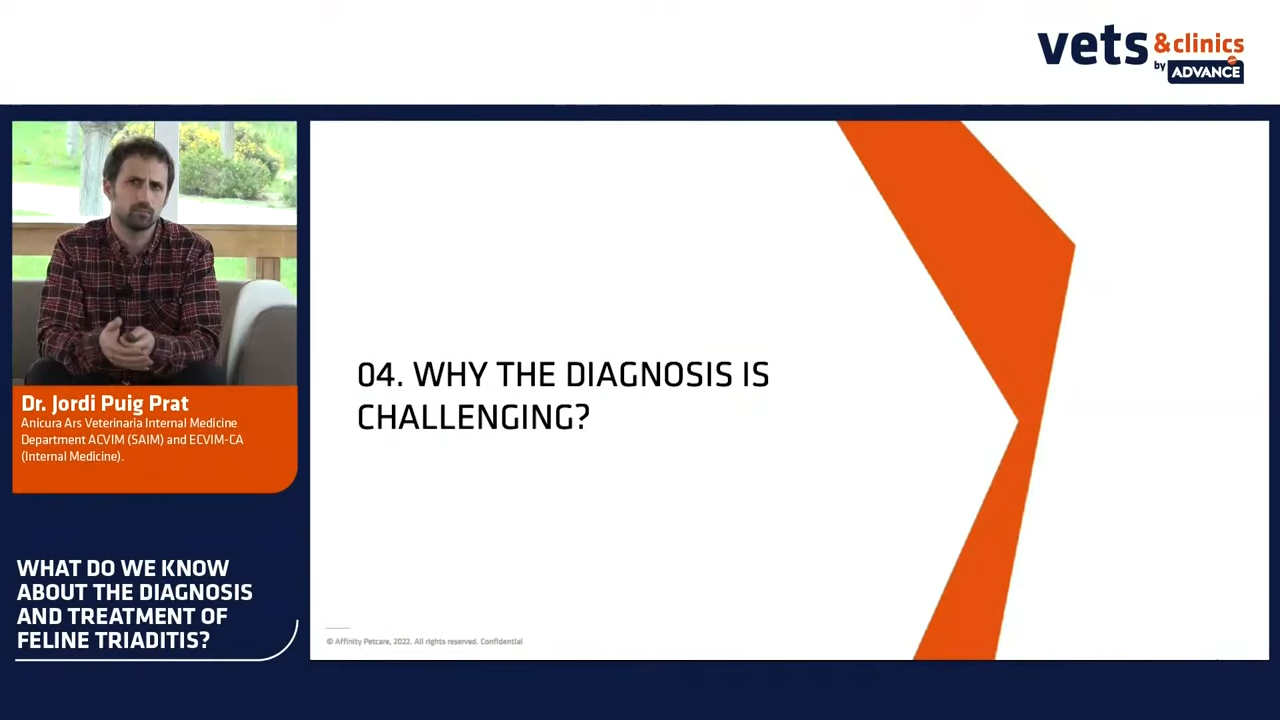 vets &clinics
by ADVANCE
04. WHY THE DIAGNOSIS IS
CHALLENGING?
Dr. Jordi Puig Prat
Anicura Ars Veterinaria Internal Medicine
Department ACVIM (SAIM) and ECVIM-CA
(Internal Medicine).
WHAT DO WE KNOW
ABOUT THE DIAGNOSIS
AND TREATMENT OF
FELINE TRIADITIS?
© Affinity Petcare, 2022. All rights reserved. Confidential